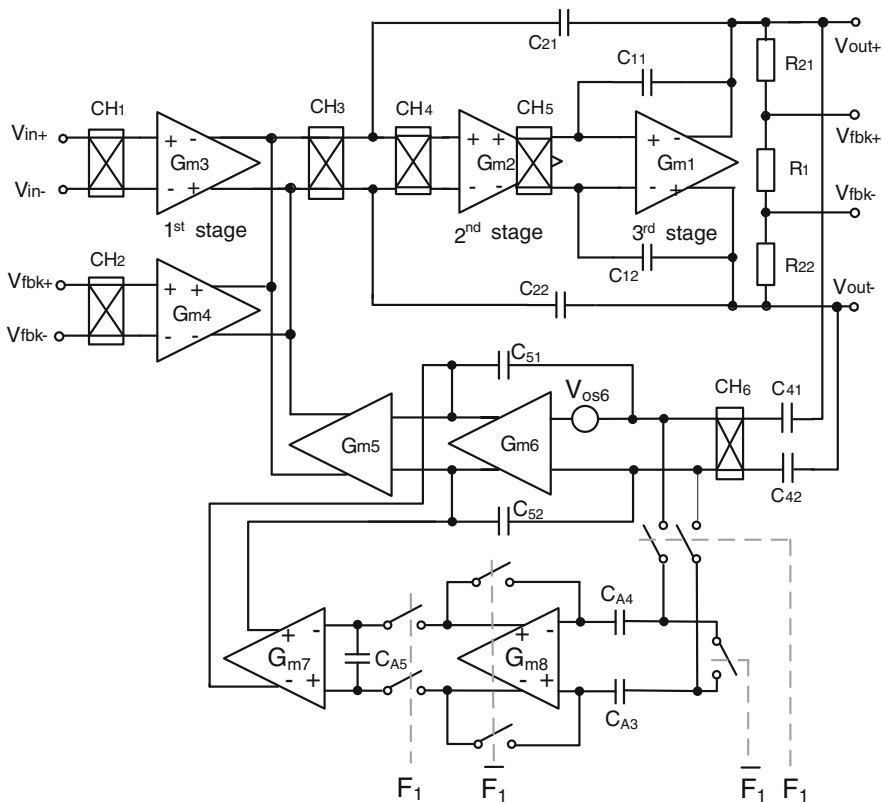 C21
Vout+
C11
R21
CH1
CH3
CH4
CH5
Vin+
Vfbk+
+ -
+ +
+ -
Gm3
Gm2
Gm1
R1
Vin-
- +
- -
- +
Vfbk-
1st stage
2nd stage
3rd stage
CH2
C12
R22
Vfbk+
C22
Vout-
+ +
Gm4
Vfbk-
- -
C51
Vos6
CH6
C41
Gm5
Gm6
C42
C52
CA4
+ -
+ -
Gm7
CA5
Gm8
- +
- +
CA3
F1
F̅1
F̅1
F1